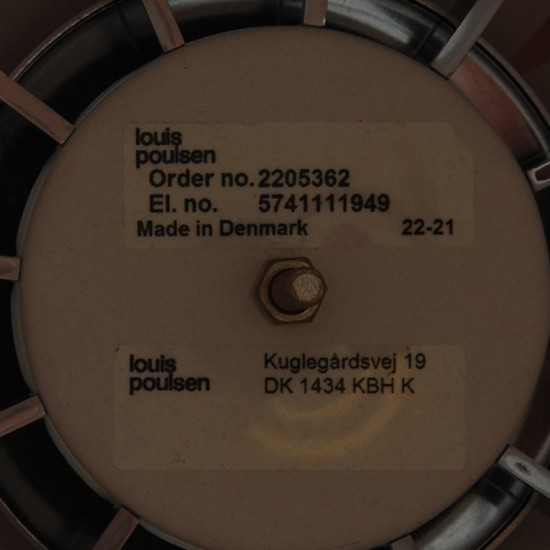 louis
poulsen
Order no. 2205362
El. no. 5741111949
Made in Denmark 22-21
louis
poulsen
Kuglegårdsvej 19
DK 1434 KBH K